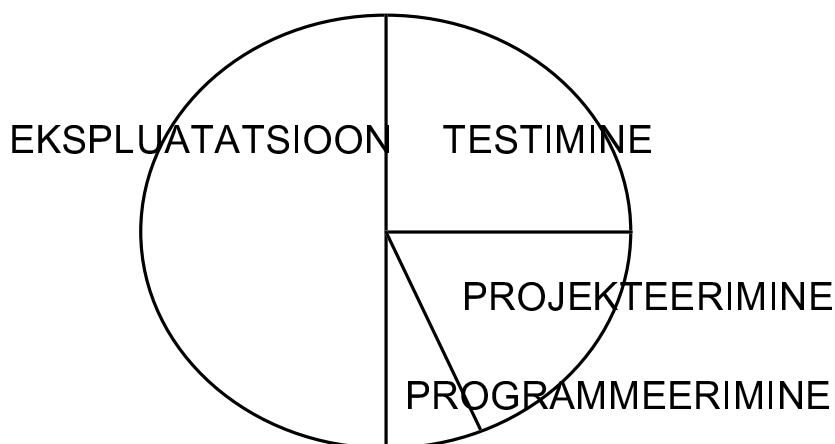 EKSPLUATATSIOON
TESTIMINE
PROJEKTEERIMINE
PROGRAMMEERIMINE